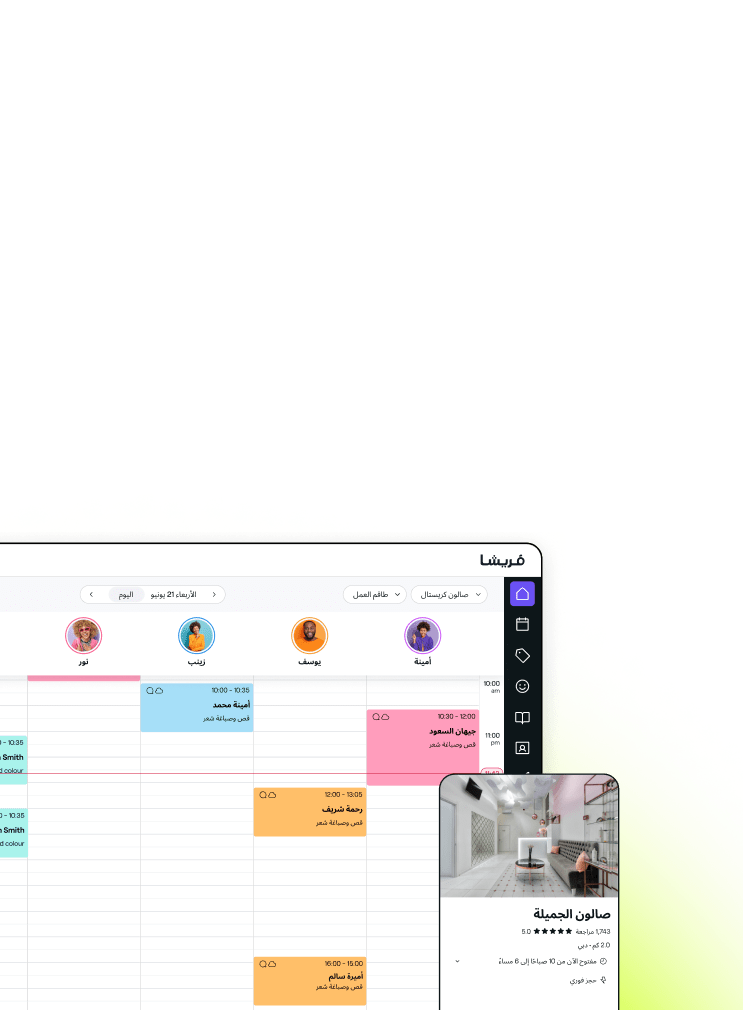 فريشا
صالون كريستال
طاقم العمل
الأربعاء 21 يونيو
اليوم
أمينة
يوسف
زينب
نور
10:00
am
11:00
pm
10:00 - 10:35
أمينة محمد
قص وصباغة شعر
10:30 - 12:00
جيهان السعود
قص وصباغة شعر
- 10:35
Smith
d colour
12:00 - 13:05
رحمة شريف
قص وصباغة شعر
- 10:35
Smith
d colour
16:00 - 15:00
أميرة سالم
قص وصباغة شعر
صالون الجميلة
5.0 ★★★★★ 1,743 مراجعة
2.0 كم • دبي
مفتوح الآن من 10 صباحًا إلى 6 مساءً
حجز فوري